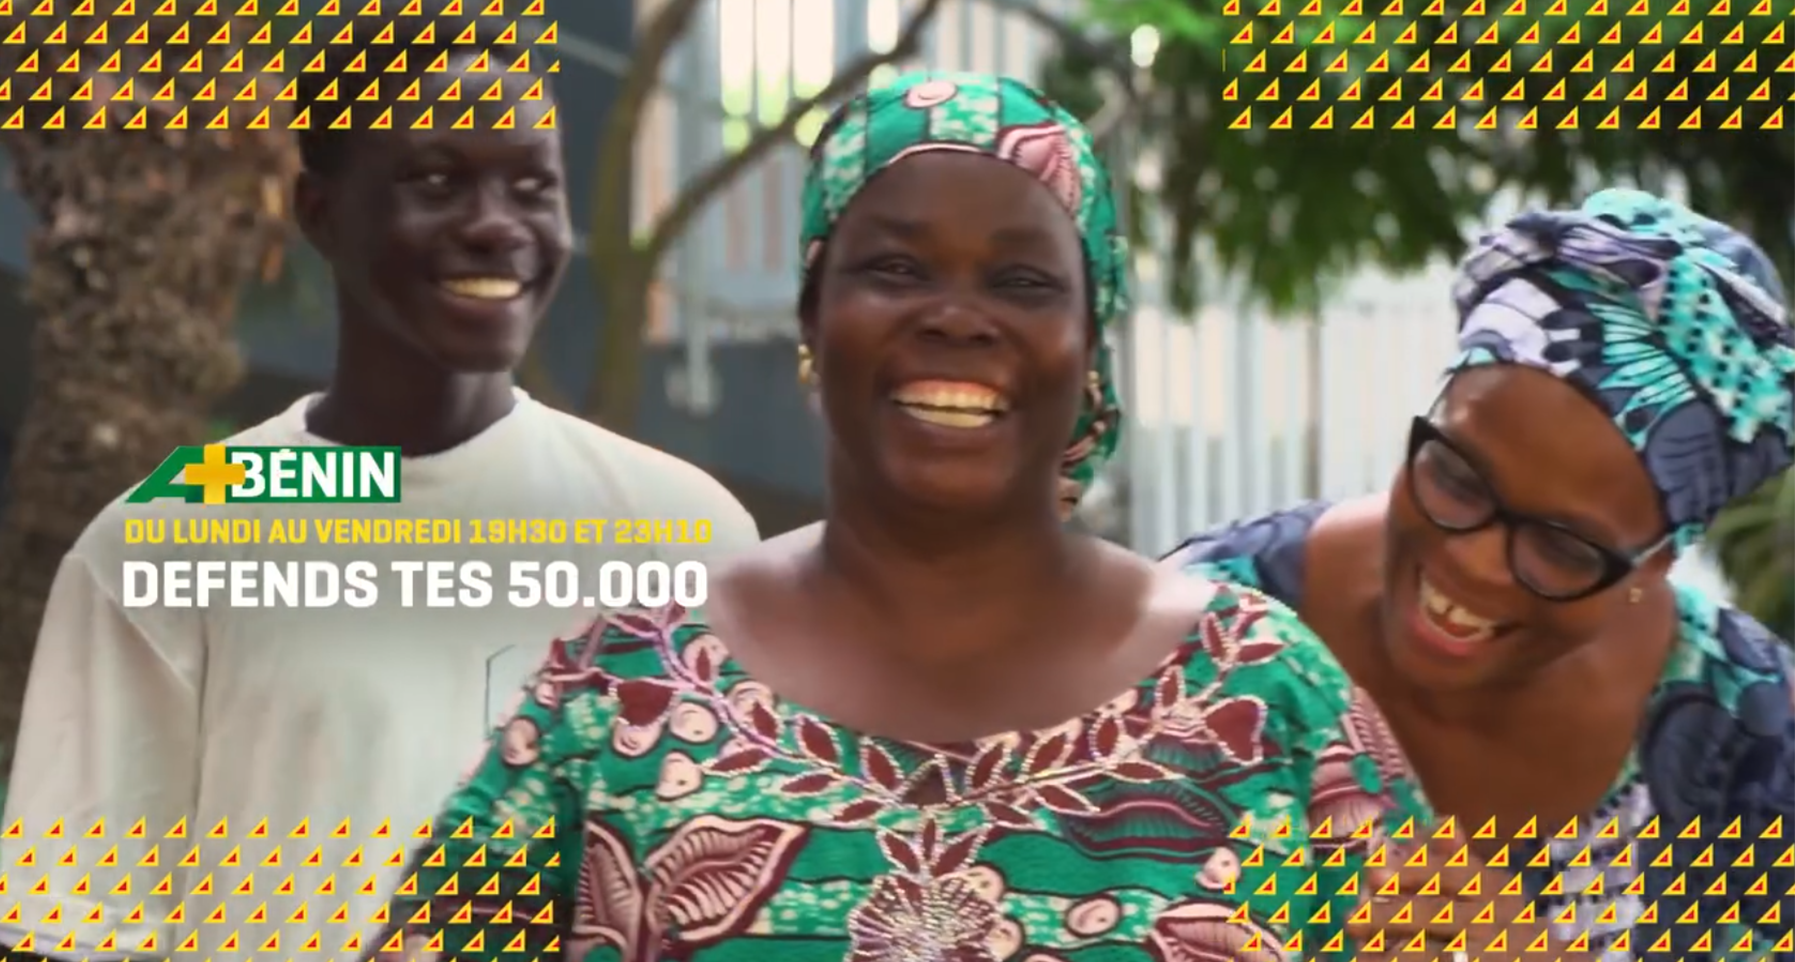 A+BÉNIN
DU LUNDI AU VENDREDI 19H30 ET 23H10
DEFENDS TES 50.000